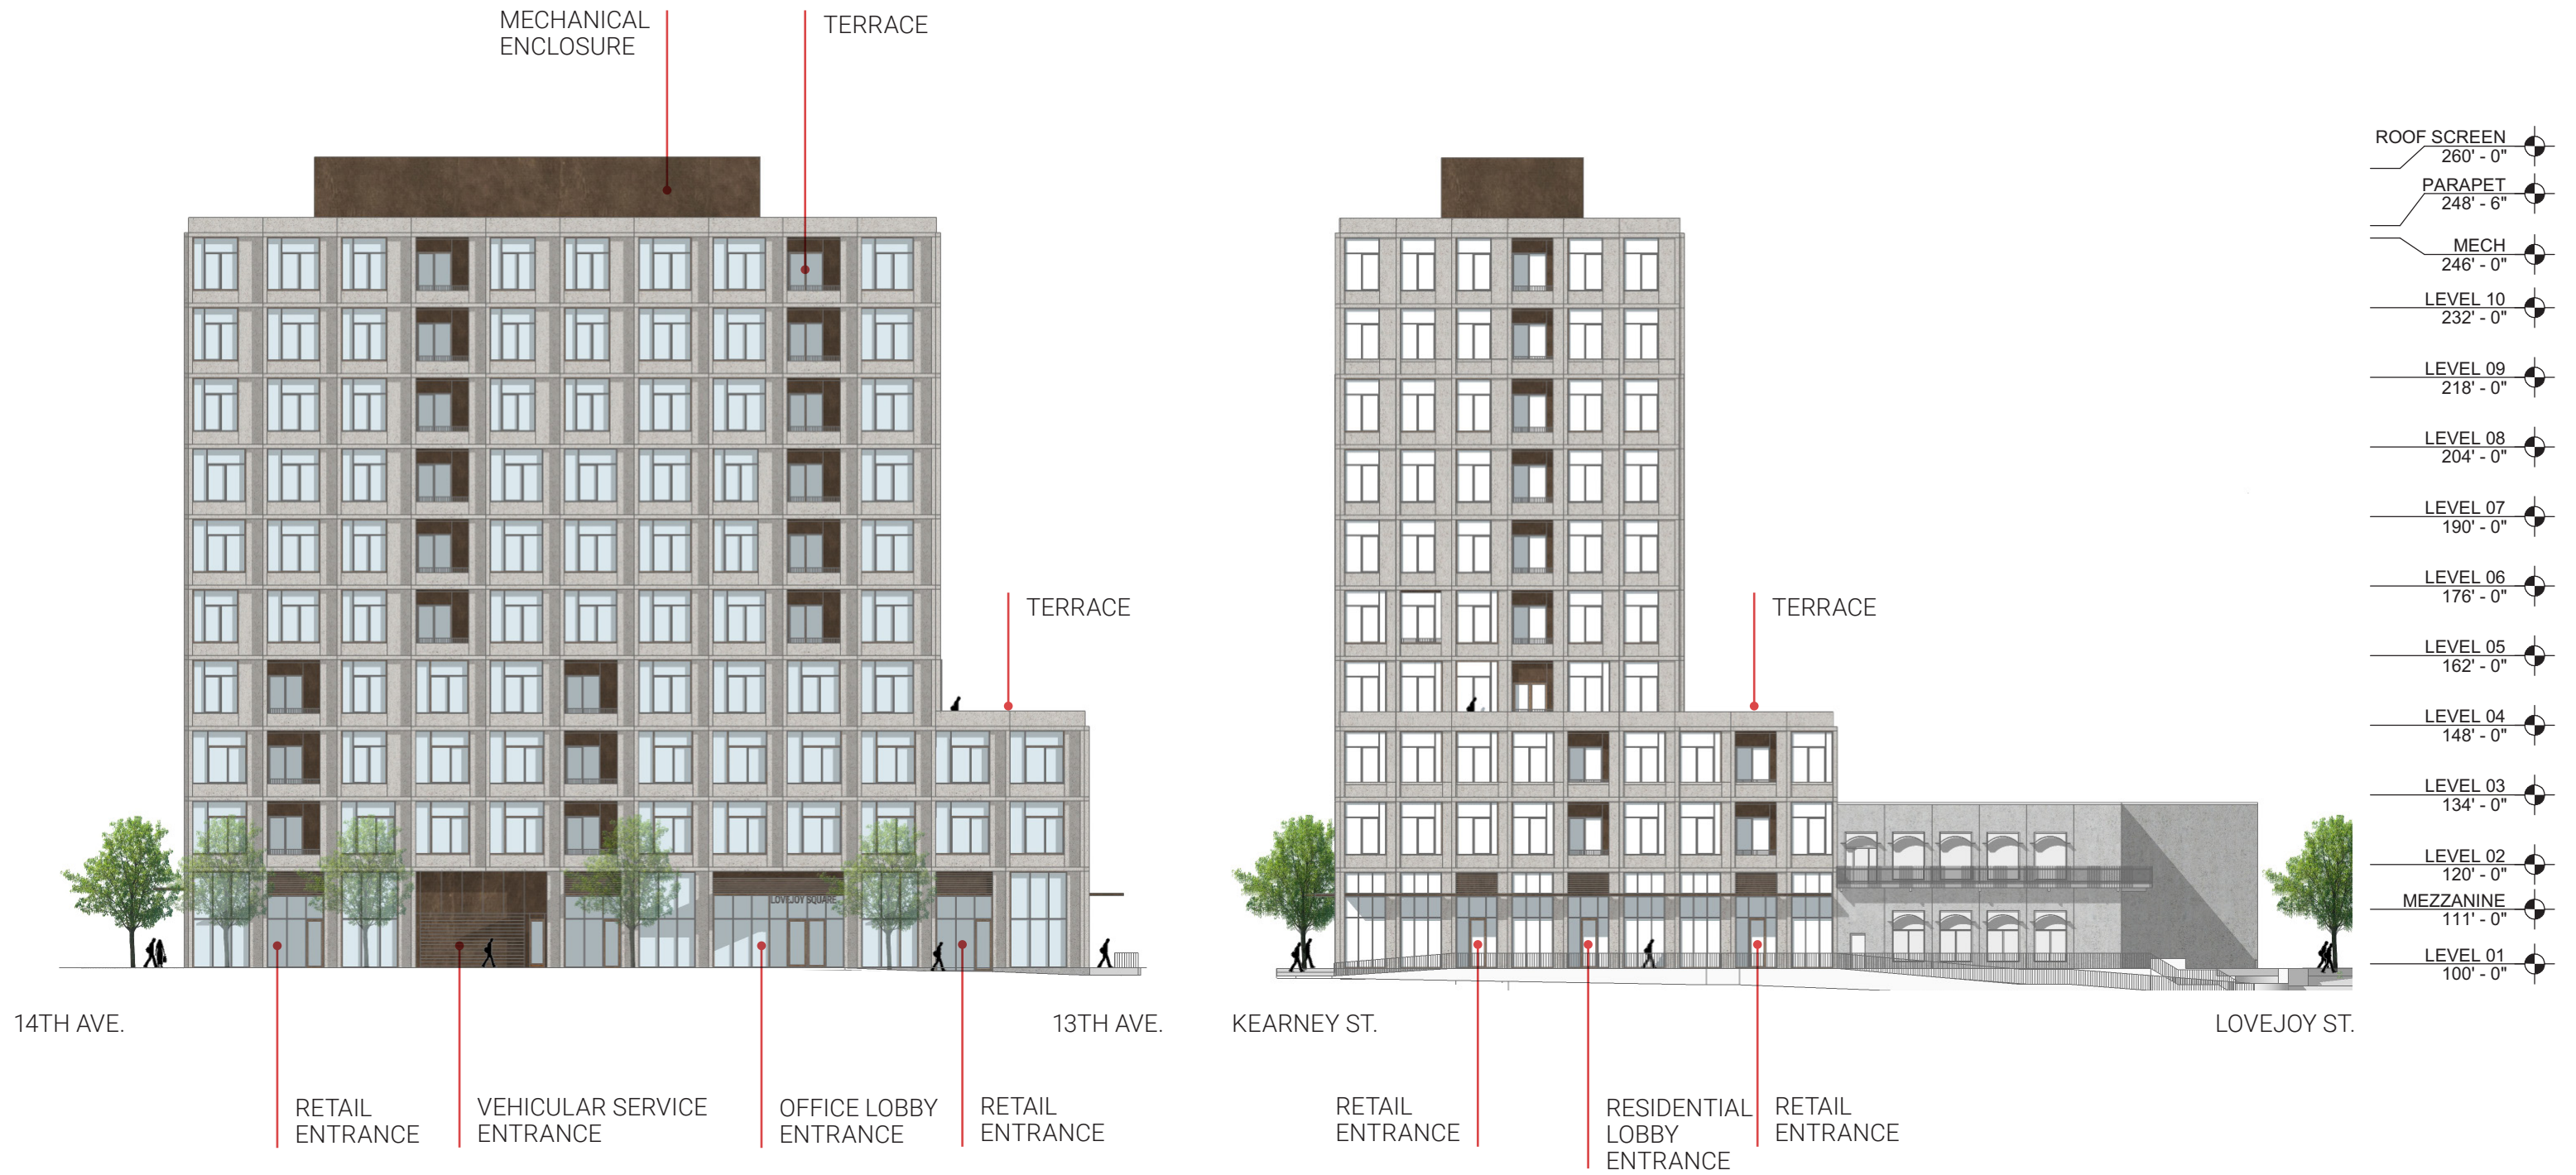 MECHANICAL
ENCLOSURE
TERRACE
ROOF SCREEN
260' - 0"
PARAPET
248' - 6"
MECH
246' - 0"
LEVEL 10
232' - 0"
LEVEL 09
218' - 0"
LEVEL 08
204' - 0"
LEVEL 07
190' - 0"
LEVEL 06
176' - 0"
LEVEL 05
162' - 0"
LEVEL 04
148' - 0"
LEVEL 03
134' - 0"
LEVEL 02
120' - 0"
MEZZANINE
111' - 0"
LEVEL 01
100' - 0"
TERRACE
TERRACE
LOVEJOY SQUARE
14TH AVE.
13TH AVE.
KEARNEY ST.
LOVEJOY ST.
RETAIL
ENTRANCE
VEHICULAR SERVICE
ENTRANCE
OFFICE LOBBY
ENTRANCE
RETAIL
ENTRANCE
RETAIL
ENTRANCE
RESIDENTIAL
LOBBY
ENTRANCE
RETAIL
ENTRANCE